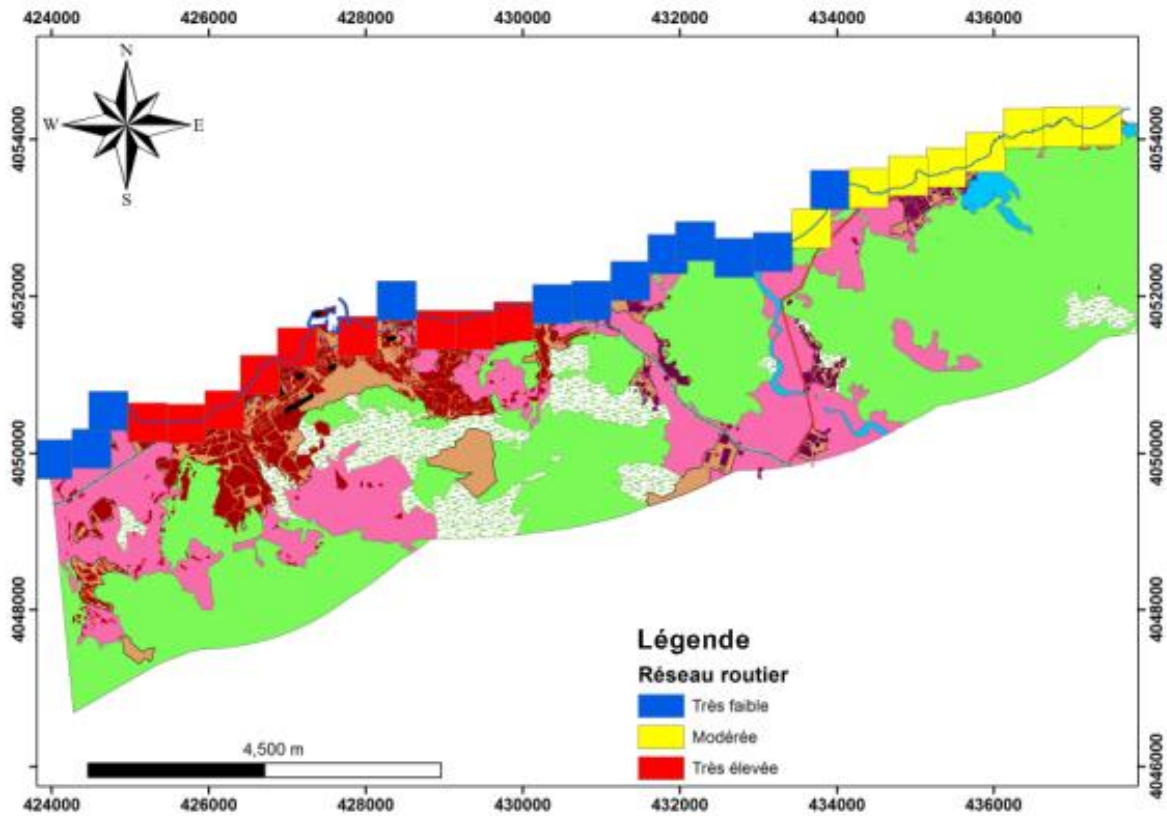 424000 426000 428000 430000 432000 434000 436000
N
W E
S
4054000 4054000
4052000 4052000
4050000 4050000
4048000 4048000
Légende
Réseau routier
Très faible
Modérée
4,500 m
Très élevée
4046000
424000 426000 428000 430000 432000 434000 436000